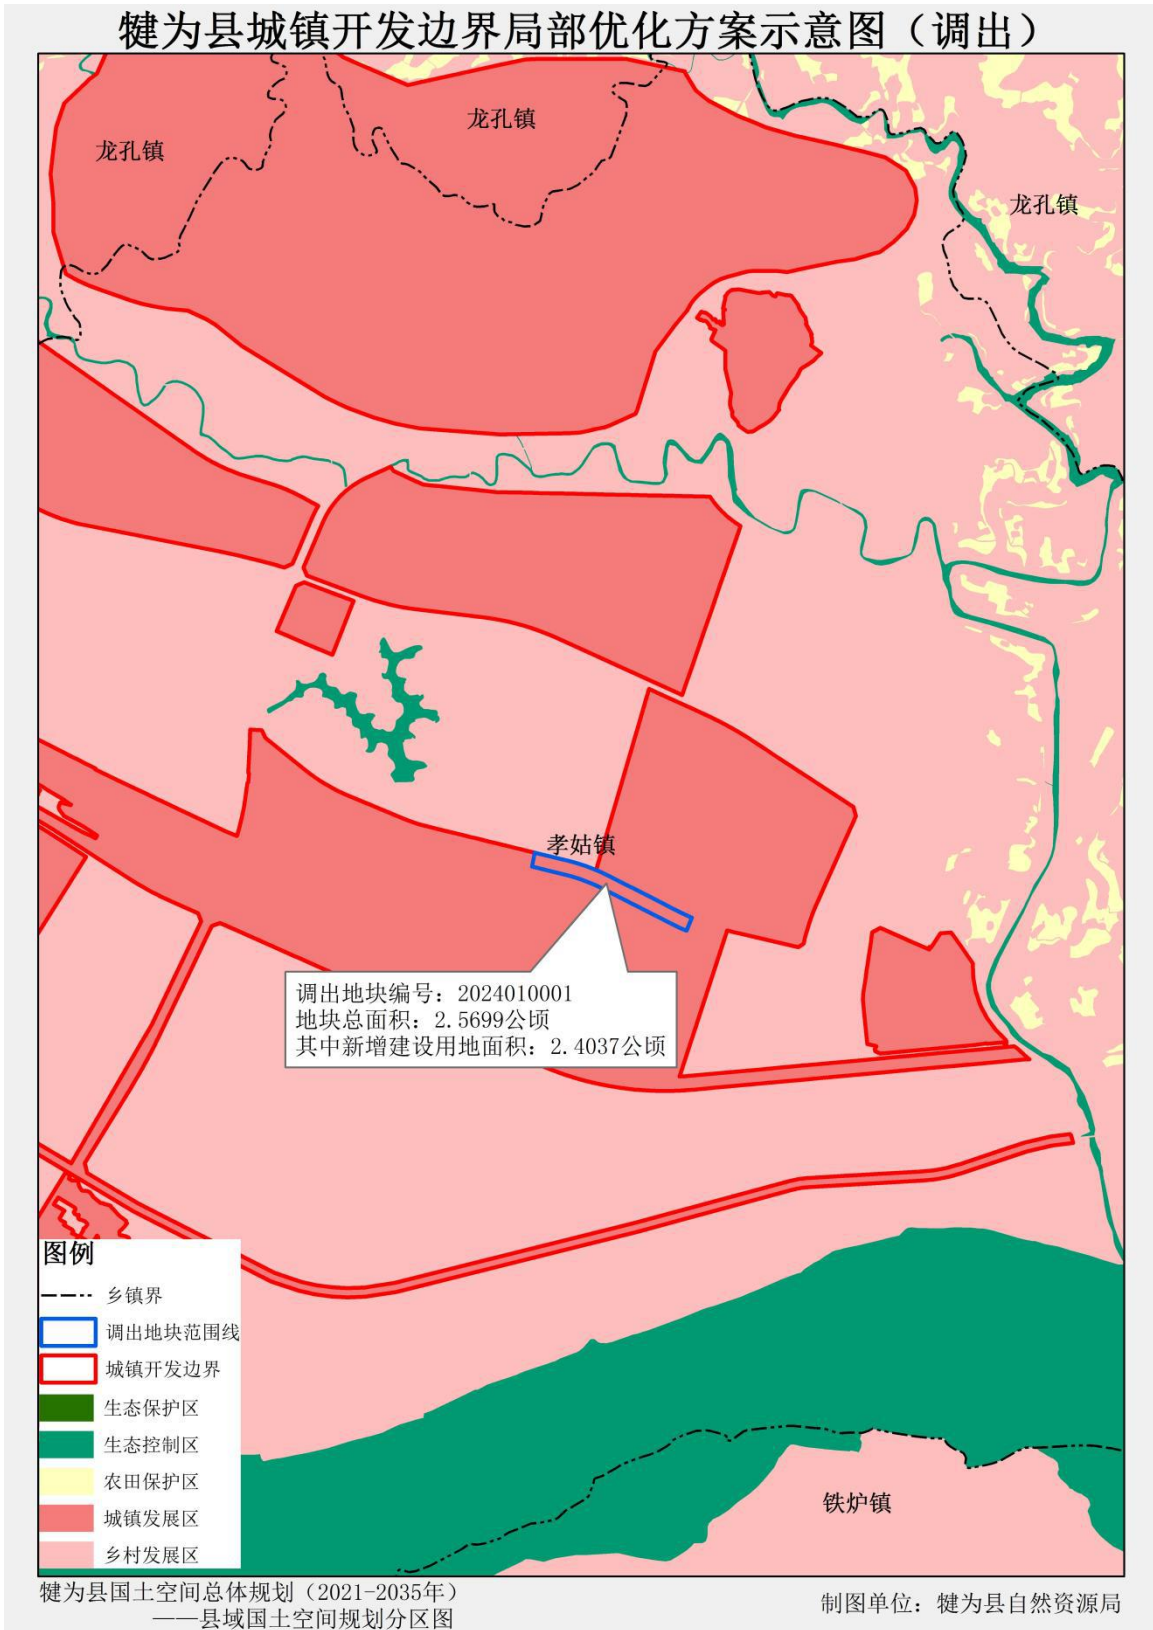 犍为县城镇开发边界局部优化方案示意图（调出）
龙孔镇
龙孔镇
龙孔镇
孝姑镇
调出地块编号：2024010001
地块总面积：2.5699公顷
其中新增建设用地面积：2.4037公顷
图例
乡镇界
调出地块范围线
城镇开发边界
生态保护区
生态控制区
农田保护区
城镇发展区
乡村发展区
铁炉镇
犍为县国土空间总体规划（2021-2035年）
——县域国土空间规划分区图
制图单位：犍为县自然资源局